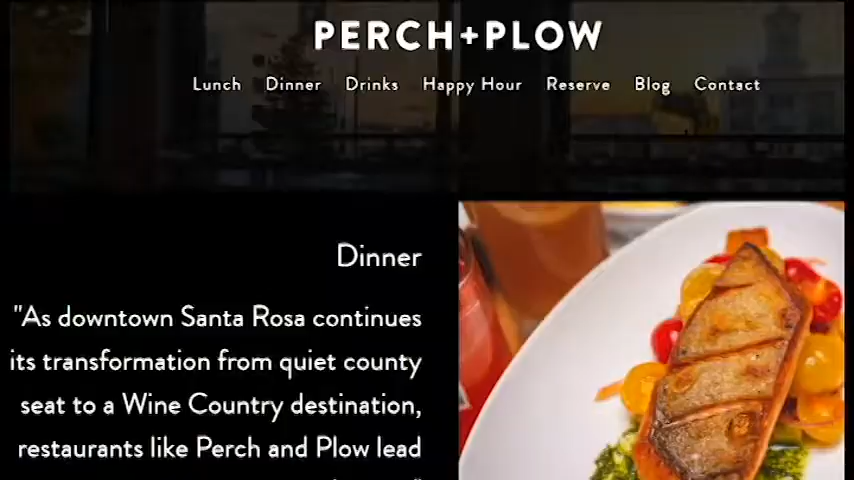 PERCH+PLOW
Lunch Dinner Drinks Happy Hour Reserve Blog Contact
Dinner
"As downtown Santa Rosa continues
its transformation from quiet county
seat to a Wine Country destination,
restaurants like Perch and Plow lead